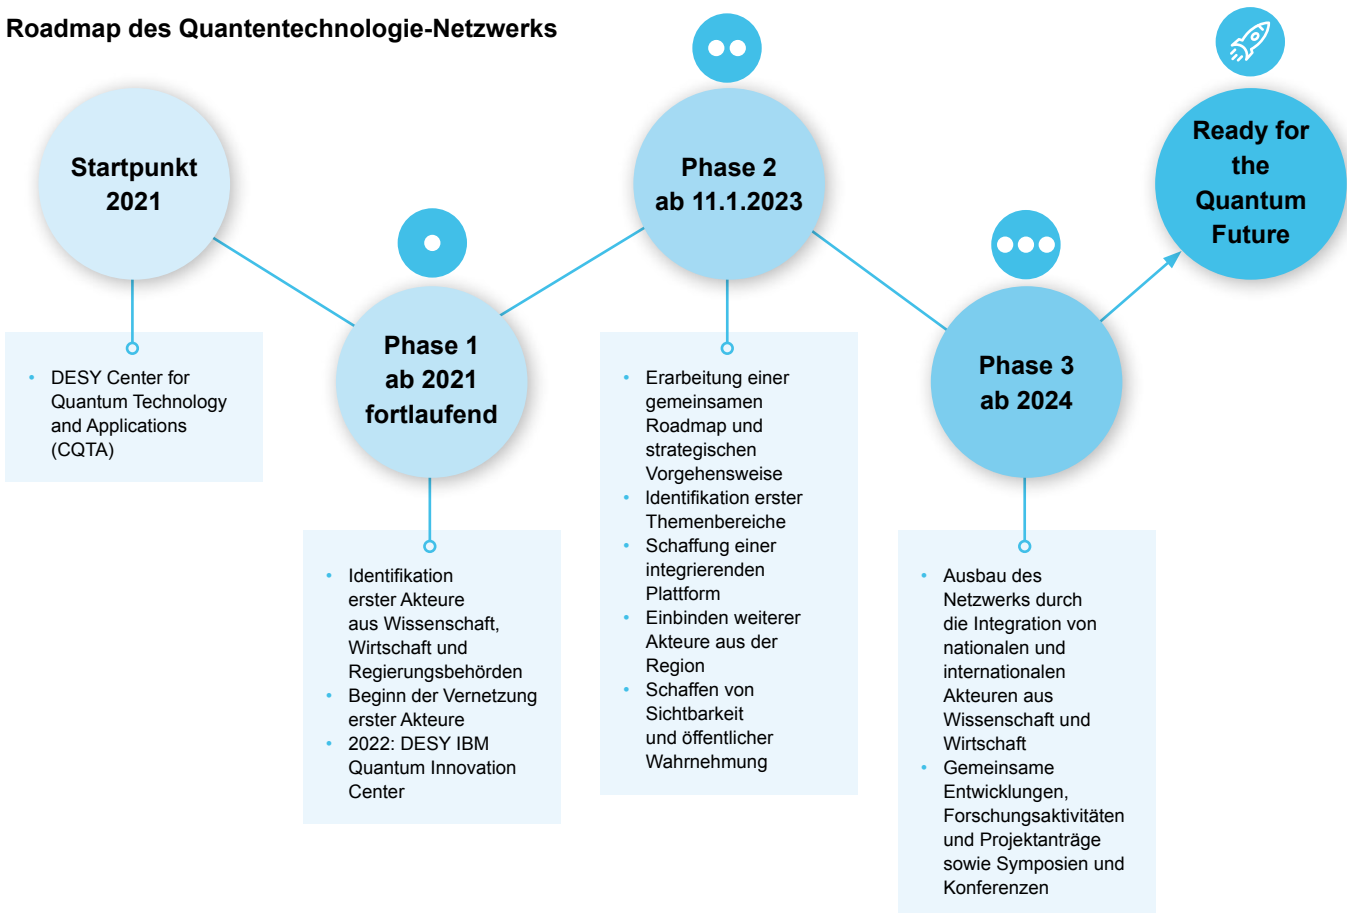 Roadmap des Quantentechnologie-Netzwerks
Startpunkt
2021
• DESY Center for
Quantum Technology
and Applications
(CQTA)
Phase 1
ab 2021
fortlaufend
• Identifikation
erster Akteure
aus Wissenschaft,
Wirtschaft und
Regierungsbehörden
• Beginn der Vernetzung
erster Akteure
• 2022: DESY IBM
Quantum Innovation
Center
Phase 2
ab 11.1.2023
• Erarbeitung einer
gemeinsamen
Roadmap und
strategischen
Vorgehensweise
• Identifikation erster
Themenbereiche
• Schaffung einer
integrierenden
Plattform
• Einbinden weiterer
Akteure aus der
Region
• Schaffen von
Sichtbarkeit
und öffentlicher
Wahrnehmung
Phase 3
ab 2024
• Ausbau des
Netzwerks durch
die Integration von
nationalen und
internationalen
Akteuren aus
Wissenschaft und
Wirtschaft
• Gemeinsame
Entwicklungen,
Forschungsaktivitäten
und Projektanträge
sowie Symposien und
Konferenzen
Ready for
the
Quantum
Future